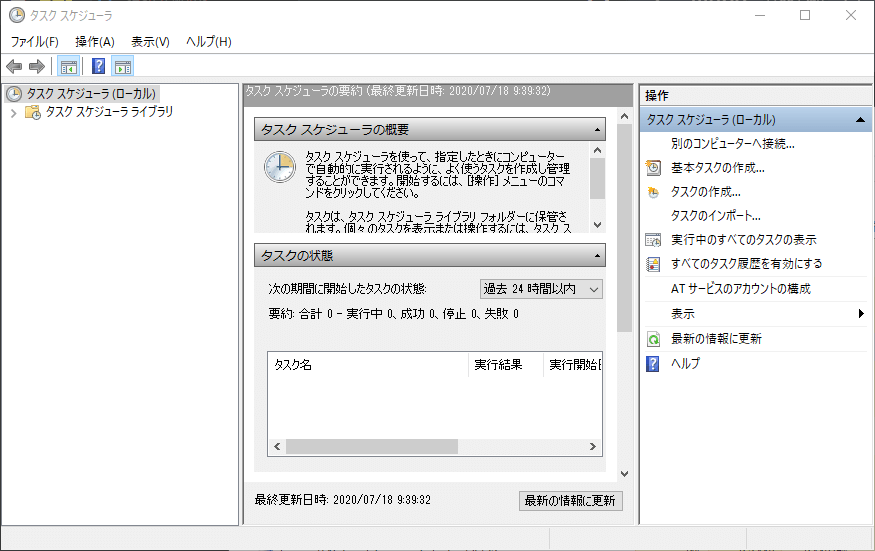 タスク スケジューラ
ファイル(F) 操作(A) 表示(V) ヘルプ(H)
タスク スケジューラ (ローカル)
タスク スケジューラ ライブラリ
タスク スケジューラの要約 (最終更新日時: 2020/07/18 9:39:32)
タスク スケジューラの概要
タスク スケジューラを使って、指定したときにコンピューター
で自動的に実行されるように、よく使うタスクを作成し管理
することができます。開始するには、[操作] メニューのコマ
ンドをクリックしてください。
タスクは、タスク スケジューラ ライブラリ フォルダーに保管さ
れます。個々のタスクを表示または操作するには、タスク ス
タスクの状態
次の期間に開始したタスクの状態:
過去 24 時間以内
要約: 合計 0 - 実行中 0、成功 0、停止 0、失敗 0
タスク名 実行結果 実行開始
最終更新日時: 2020/07/18 9:39:32
最新の情報に更新
操作
タスク スケジューラ (ローカル)
別のコンピューターへ接続...
基本タスクの作成...
タスクの作成...
タスクのインポート...
実行中のすべてのタスクの表示
すべてのタスク履歴を有効にする
AT サービスのアカウントの構成
表示
最新の情報に更新
ヘルプ